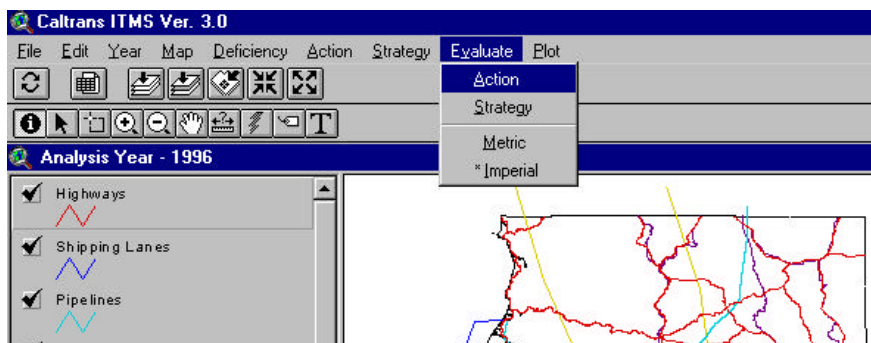 Caltrans ITMS Ver. 3.0
File Edit Year Map Deficiency Action Strategy Evaluate Plot
Action
Strategy
Metric
* Imperial
T
Analysis Year - 1996
Highways
Shipping Lanes
Pipelines